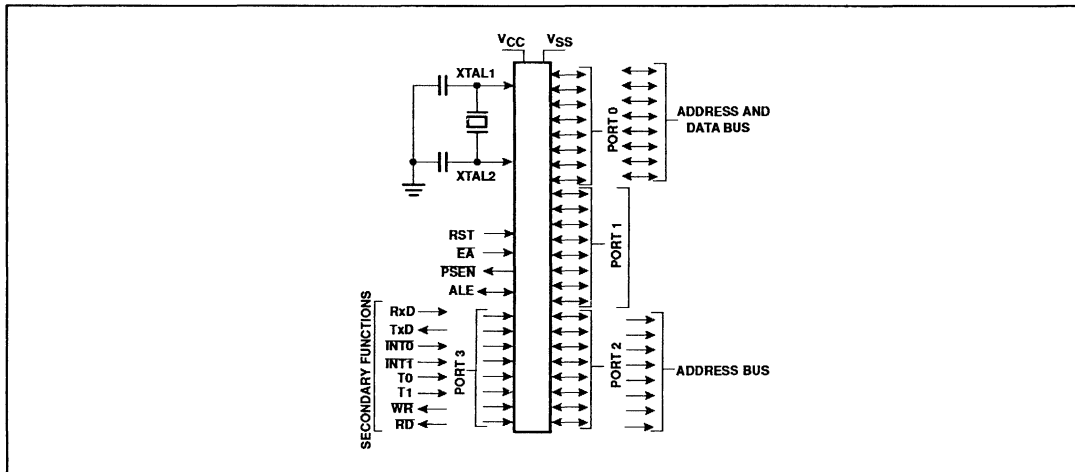 VCC VSS
XTAL1
XTAL2
RST
EA
PSEN
ALE
SECONDARY FUNCTIONS
RxD
TxD
INT0
INT1
T0
T1
WR
RD
PORT 3
PORT 0
ADDRESS AND
DATA BUS
PORT 1
PORT 2
ADDRESS BUS